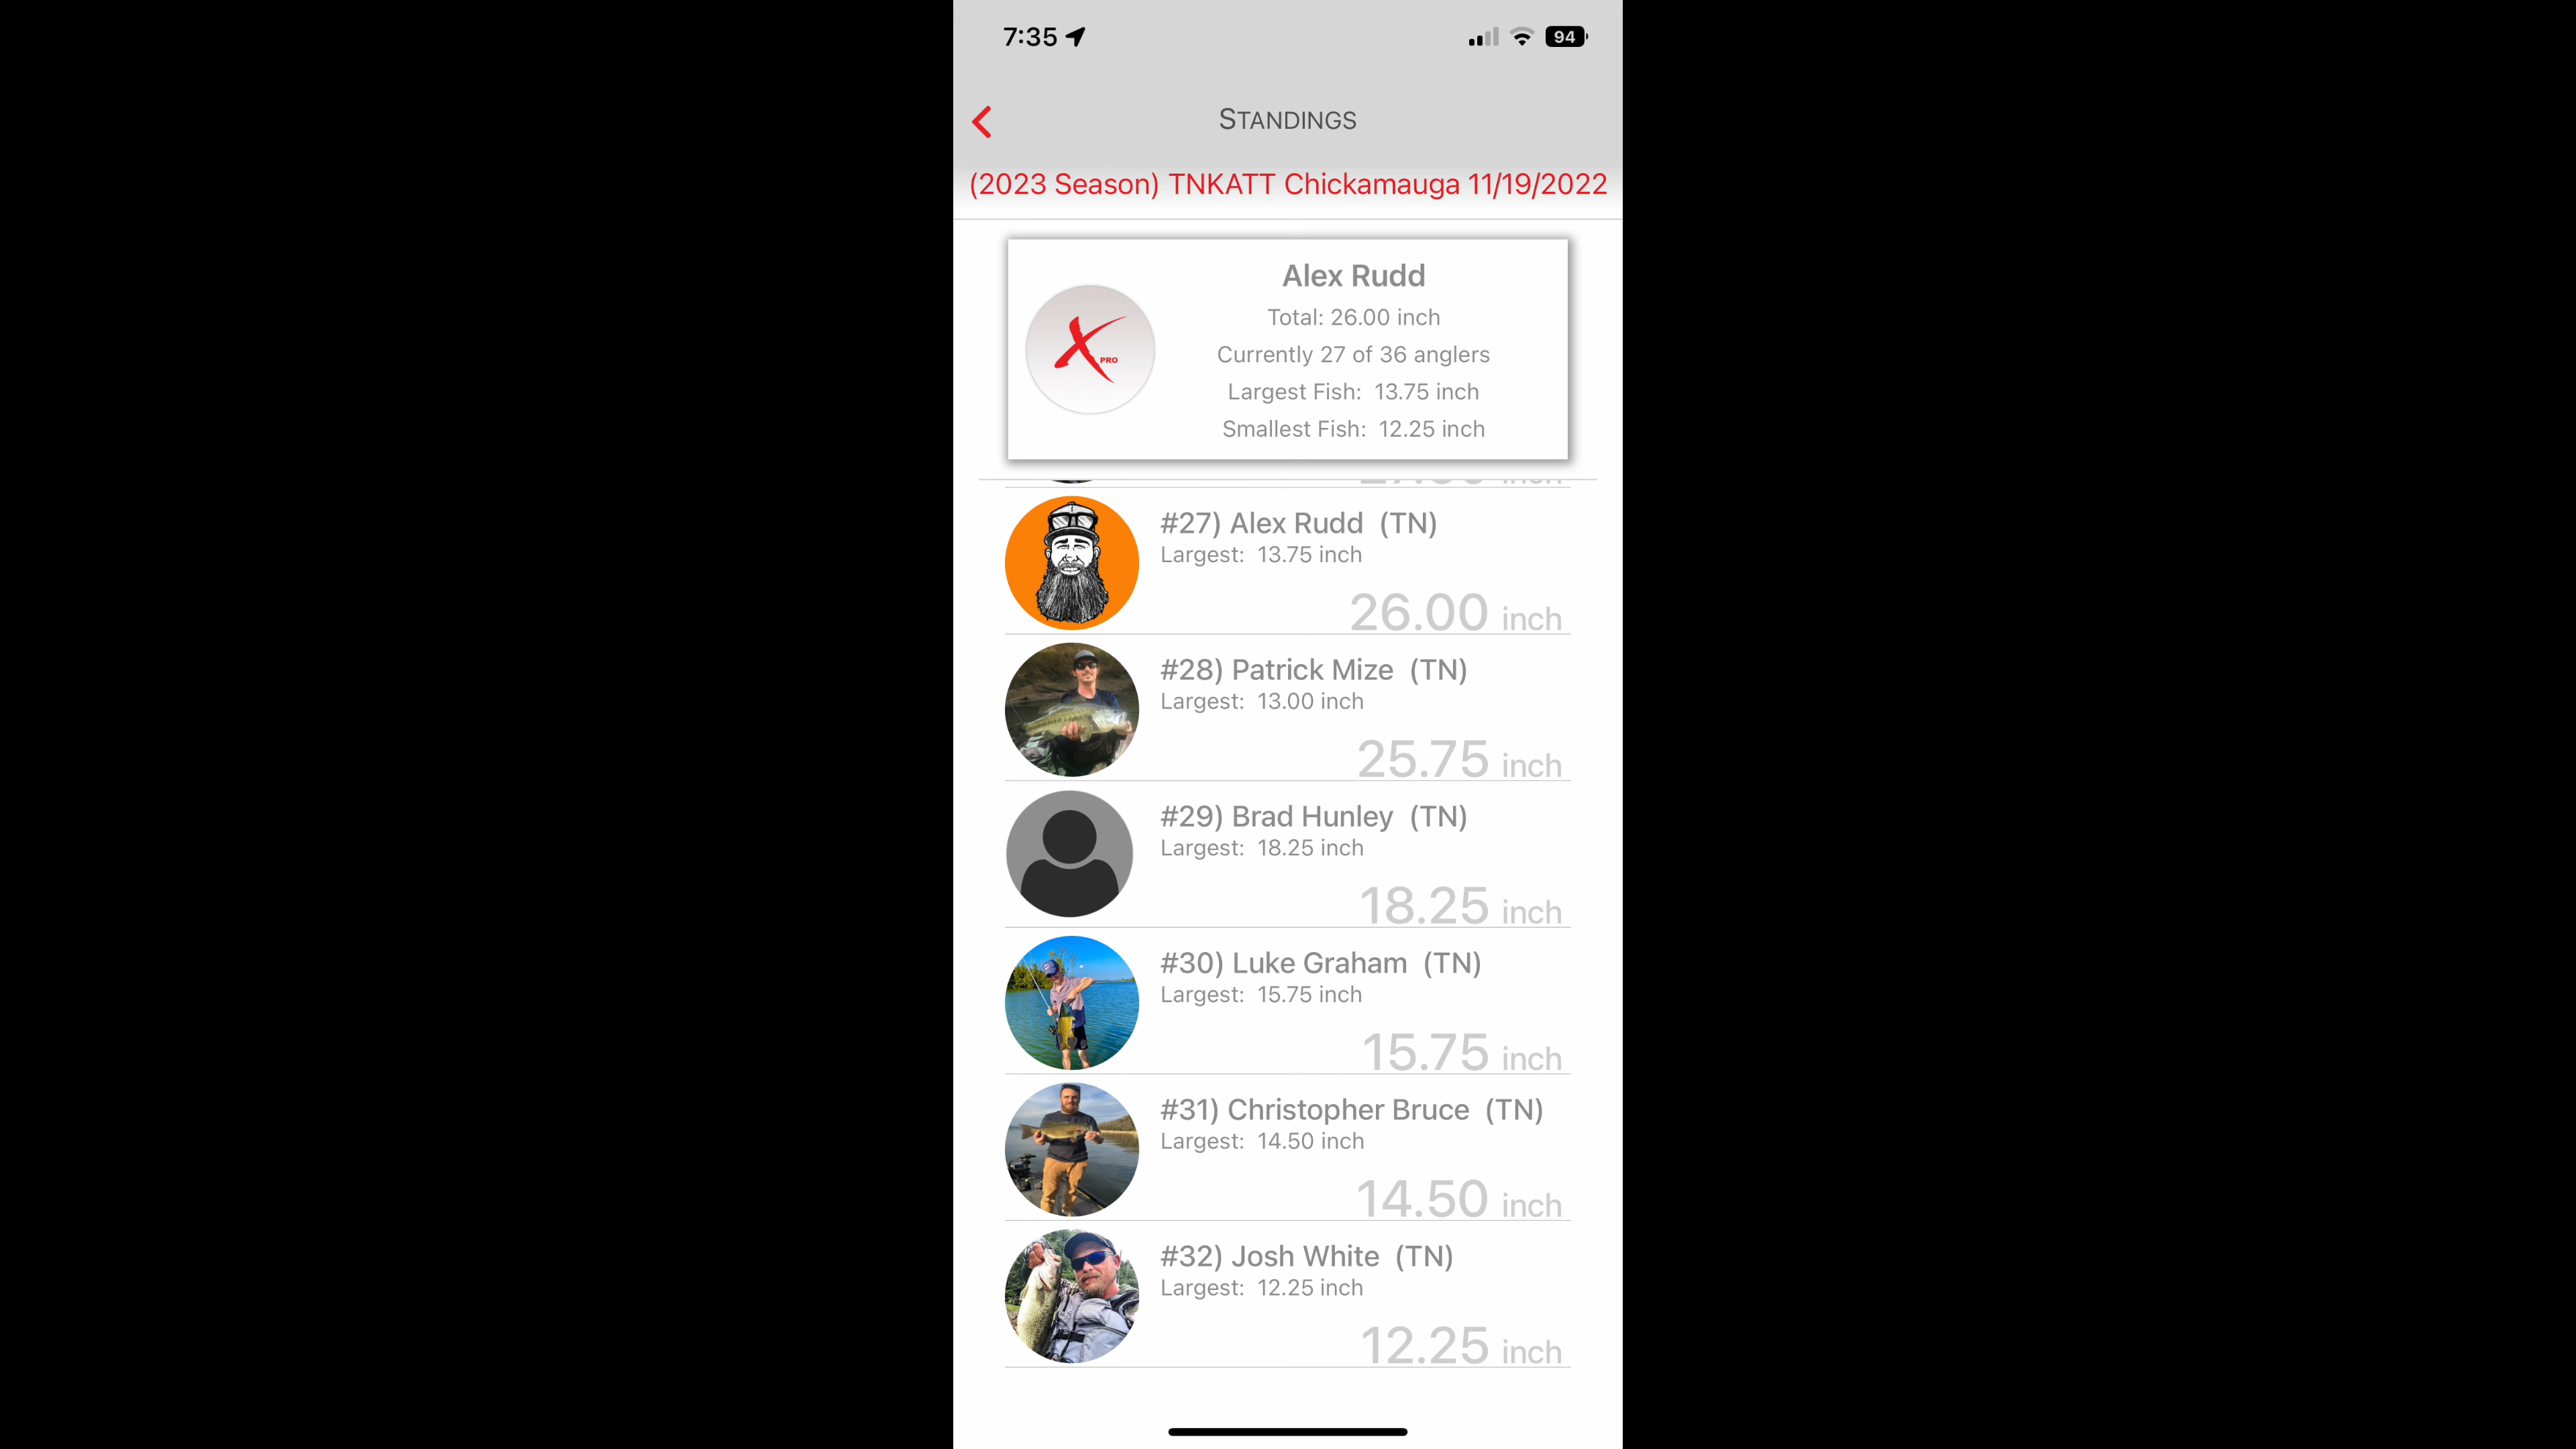 7:35
94
STANDINGS
(2023 Season) TNKATT Chickamauga 11/19/2022
Alex Rudd
Total: 26.00 inch
Currently 27 of 36 anglers
Largest Fish: 13.75 inch
Smallest Fish: 12.25 inch
X PRO
#27) Alex Rudd (TN)
Largest: 13.75 inch
26.00 inch
#28) Patrick Mize (TN)
Largest: 13.00 inch
25.75 inch
#29) Brad Hunley (TN)
Largest: 18.25 inch
18.25 inch
#30) Luke Graham (TN)
Largest: 15.75 inch
15.75 inch
#31) Christopher Bruce (TN)
Largest: 14.50 inch
14.50 inch
#32) Josh White (TN)
Largest: 12.25 inch
12.25 inch